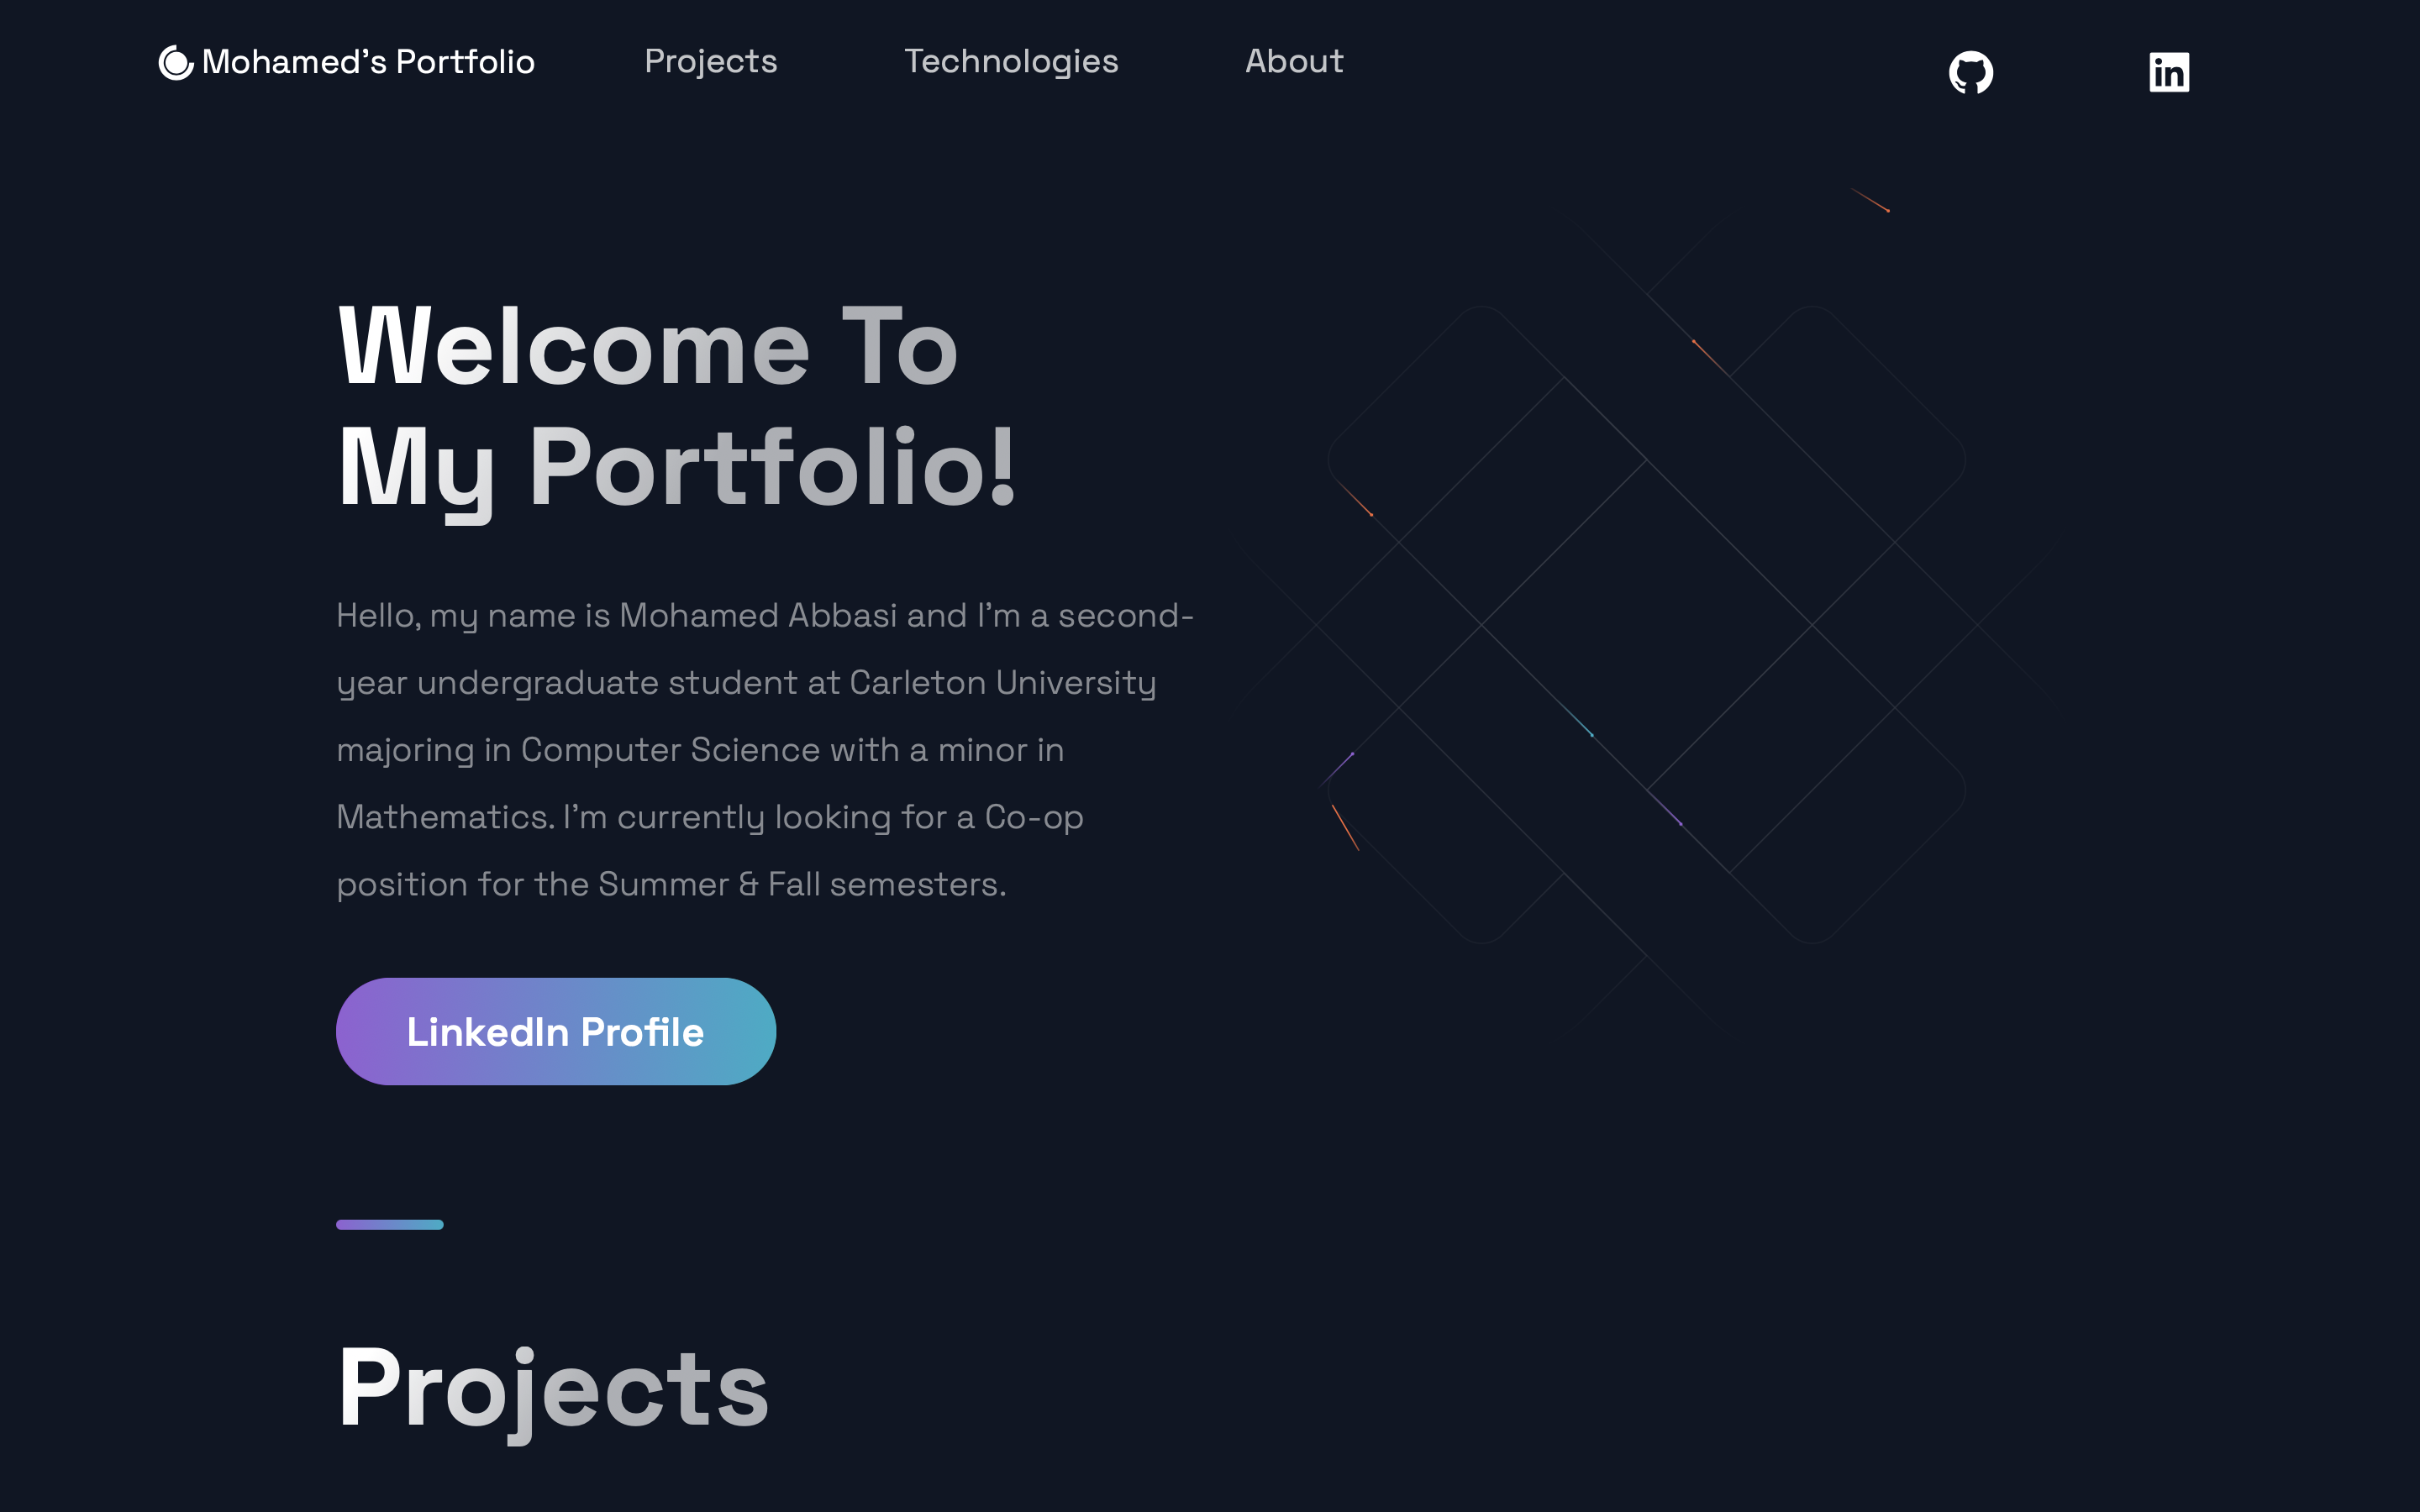 Mohamed's Portfolio
Projects
Technologies
About
Welcome To
My Portfolio!
Hello, my name is Mohamed Abbasi and I'm a second-
year undergraduate student at Carleton University
majoring in Computer Science with a minor in
Mathematics. I'm currently looking for a Co-op
position for the Summer & Fall semesters.
LinkedIn Profile
Projects